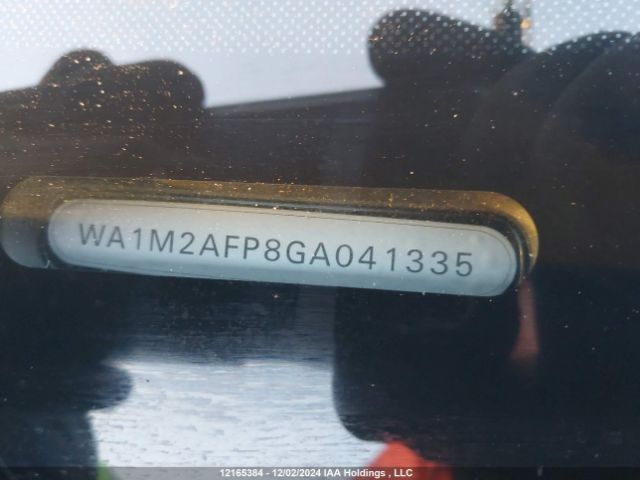 WA1M2AFP8GA041335
12165384 - 12/02/2024 IAA Holdings , LLC